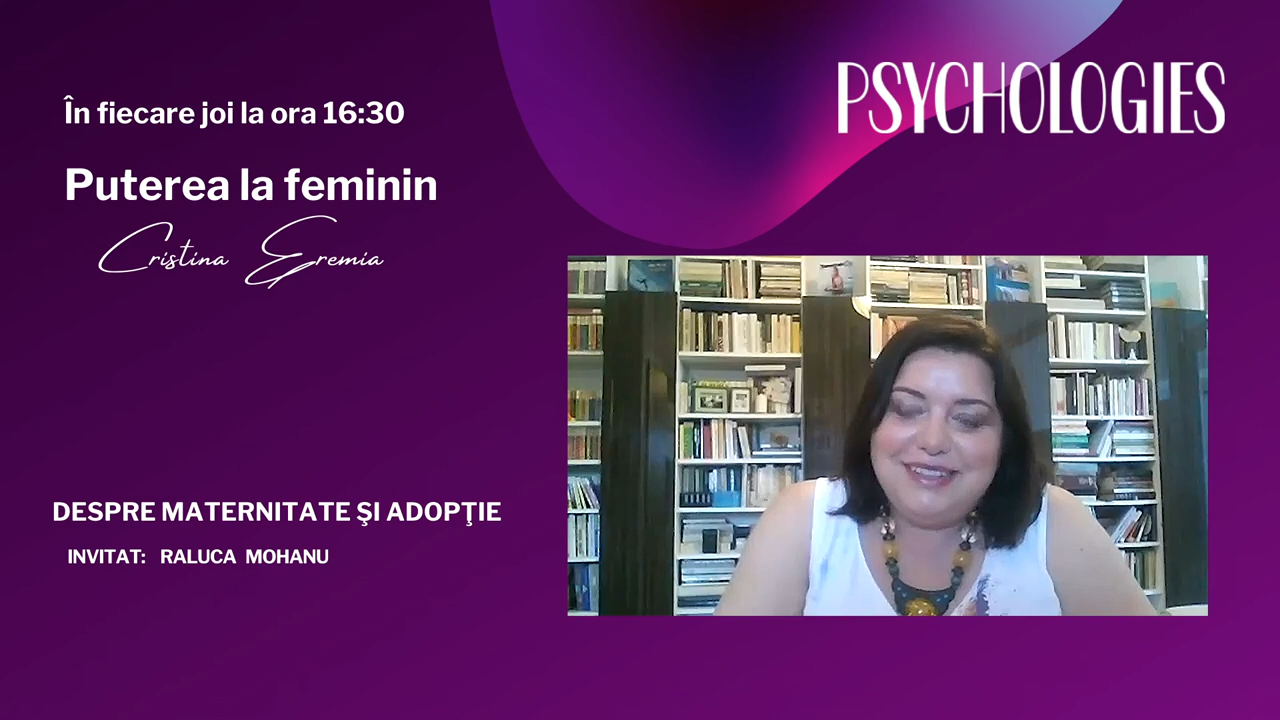 În fiecare joi la ora 16:30
PSYCHOLOGIES
Puterea la feminin
Cristina Eremia
DESPRE MATERNITATE ŞI ADOPŢIE
INVITAT: RALUCA MOHANU